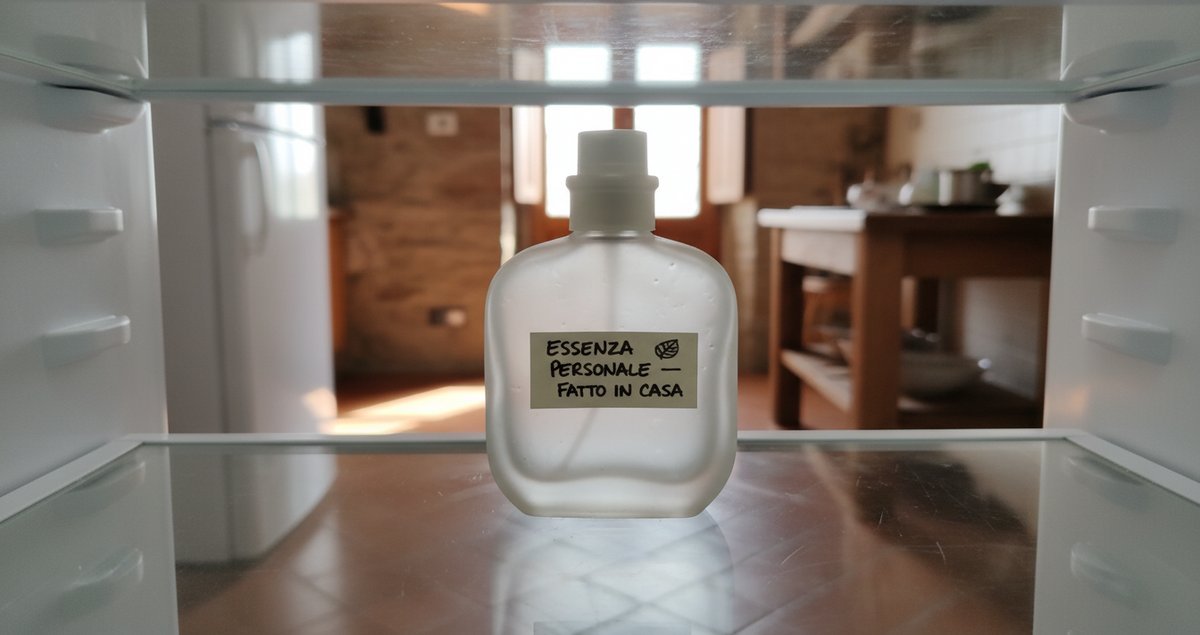 ESSENZA
PERSONALE —
FATTO IN CASA